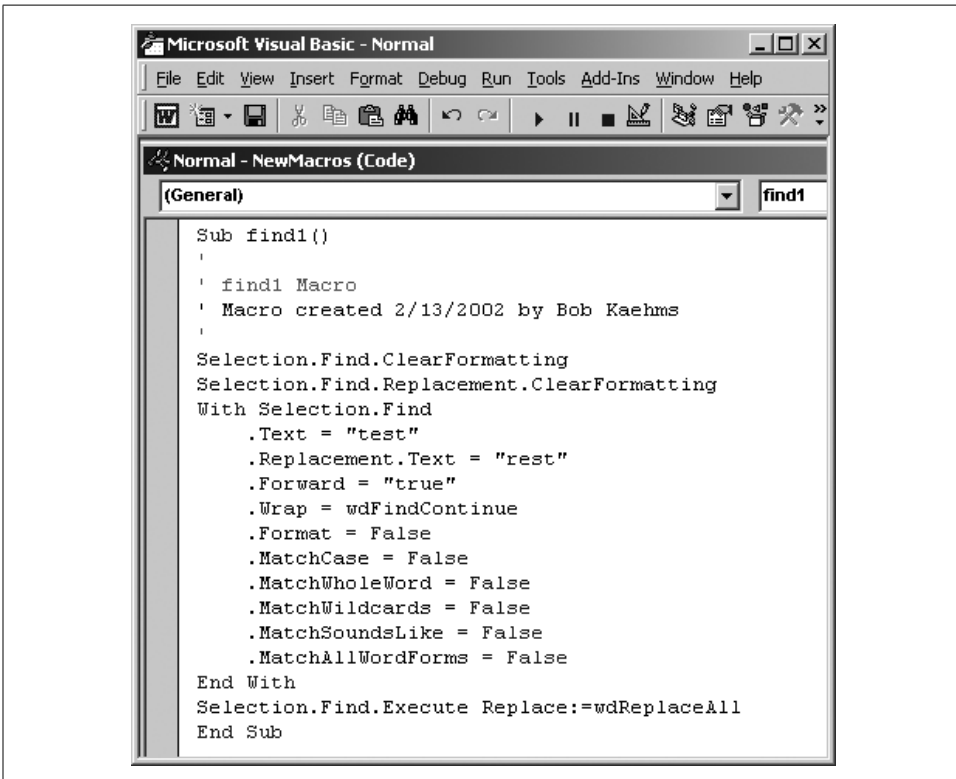 Microsoft Visual Basic - Normal
File Edit View Insert Format Debug Run Tools Add-Ins Window Help
Normal - NewMacros (Code)
(General) find1
Sub find1()
'
' find1 Macro
' Macro created 2/13/2002 by Bob Kaehms
'
Selection.Find.ClearFormatting
Selection.Find.Replacement.ClearFormatting
With Selection.Find
    .Text = "test"
    .Replacement.Text = "rest"
    .Forward = "true"
    .Wrap = wdFindContinue
    .Format = False
    .MatchCase = False
    .MatchWholeWord = False
    .MatchWildcards = False
    .MatchSoundsLike = False
    .MatchAllWordForms = False
End With
Selection.Find.Execute Replace:=wdReplaceAll
End Sub